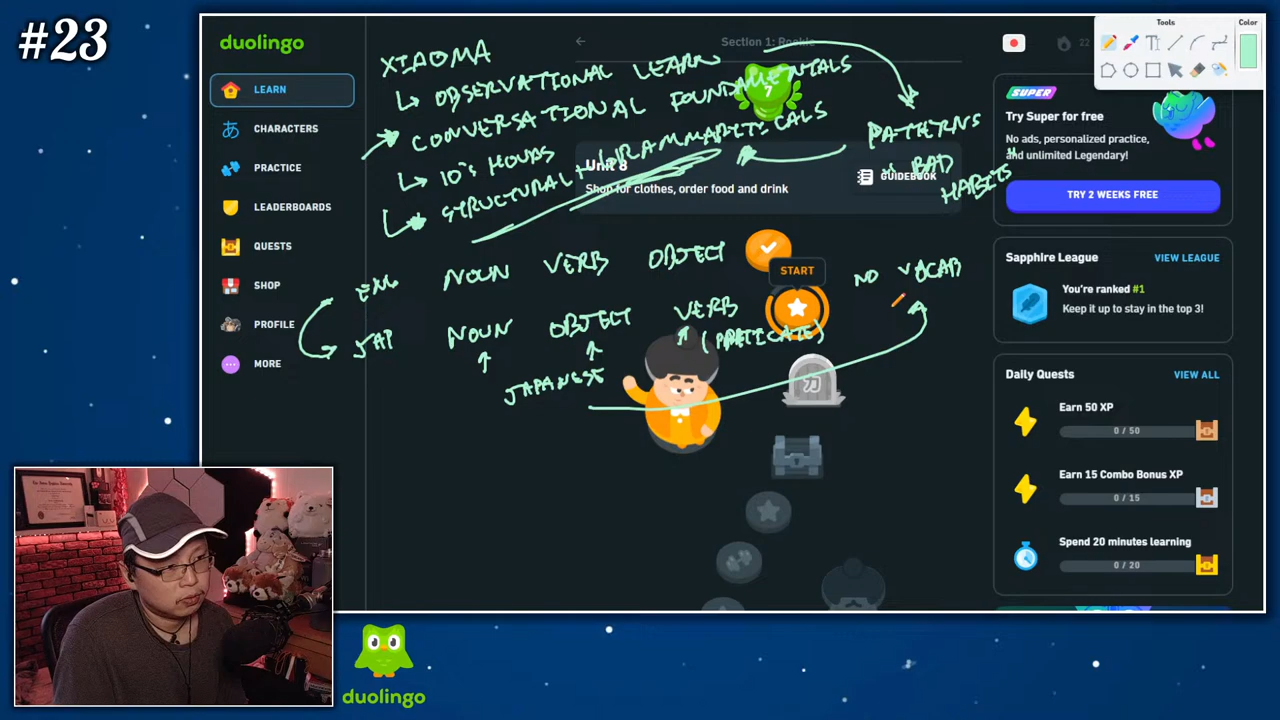 #23
duolingo
LEARN
CHARACTERS
PRACTICE
LEADERBOARDS
QUESTS
SHOP
PROFILE
MORE
Section 1: Rookie
22
Tools
Color
7
Unit 8
Shop for clothes, order food and drink
GUIDEBOOK
START
力
XIAOMA
OBSERVATIONAL LEARN
CONVERSATIONAL FOUNDAMENTALS
10'S HOURS
STRUCTURAL +
PATTERNS
BAD
HABITS
ENG NOUN VERB OBJECT
NO VOCAB
JAP NOUN OBJECT VERB
JAPANESE
SUPER
Try Super for free
No ads, personalized practice,
and unlimited Legendary!
TRY 2 WEEKS FREE
Sapphire League
VIEW LEAGUE
You're ranked #1
Keep it up to stay in the top 3!
Daily Quests
VIEW ALL
Earn 50 XP
0 / 50
Earn 15 Combo Bonus XP
0 / 15
Spend 20 minutes learning
0 / 20
duolingo